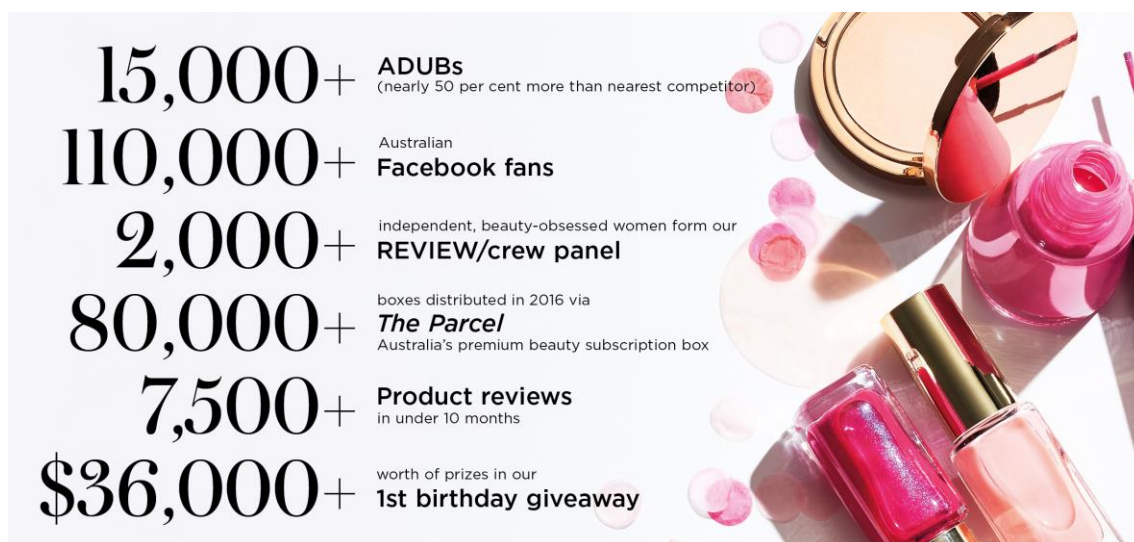 15,000+ ADUBs
(nearly 50 per cent more than nearest competitor)
110,000+ Australian
Facebook fans
2,000+ independent, beauty-obsessed women form our
REVIEW/crew panel
80,000+ boxes distributed in 2016 via
The Parcel
Australia's premium beauty subscription box
7,500+ Product reviews
in under 10 months
$36,000+ worth of prizes in our
1st birthday giveaway